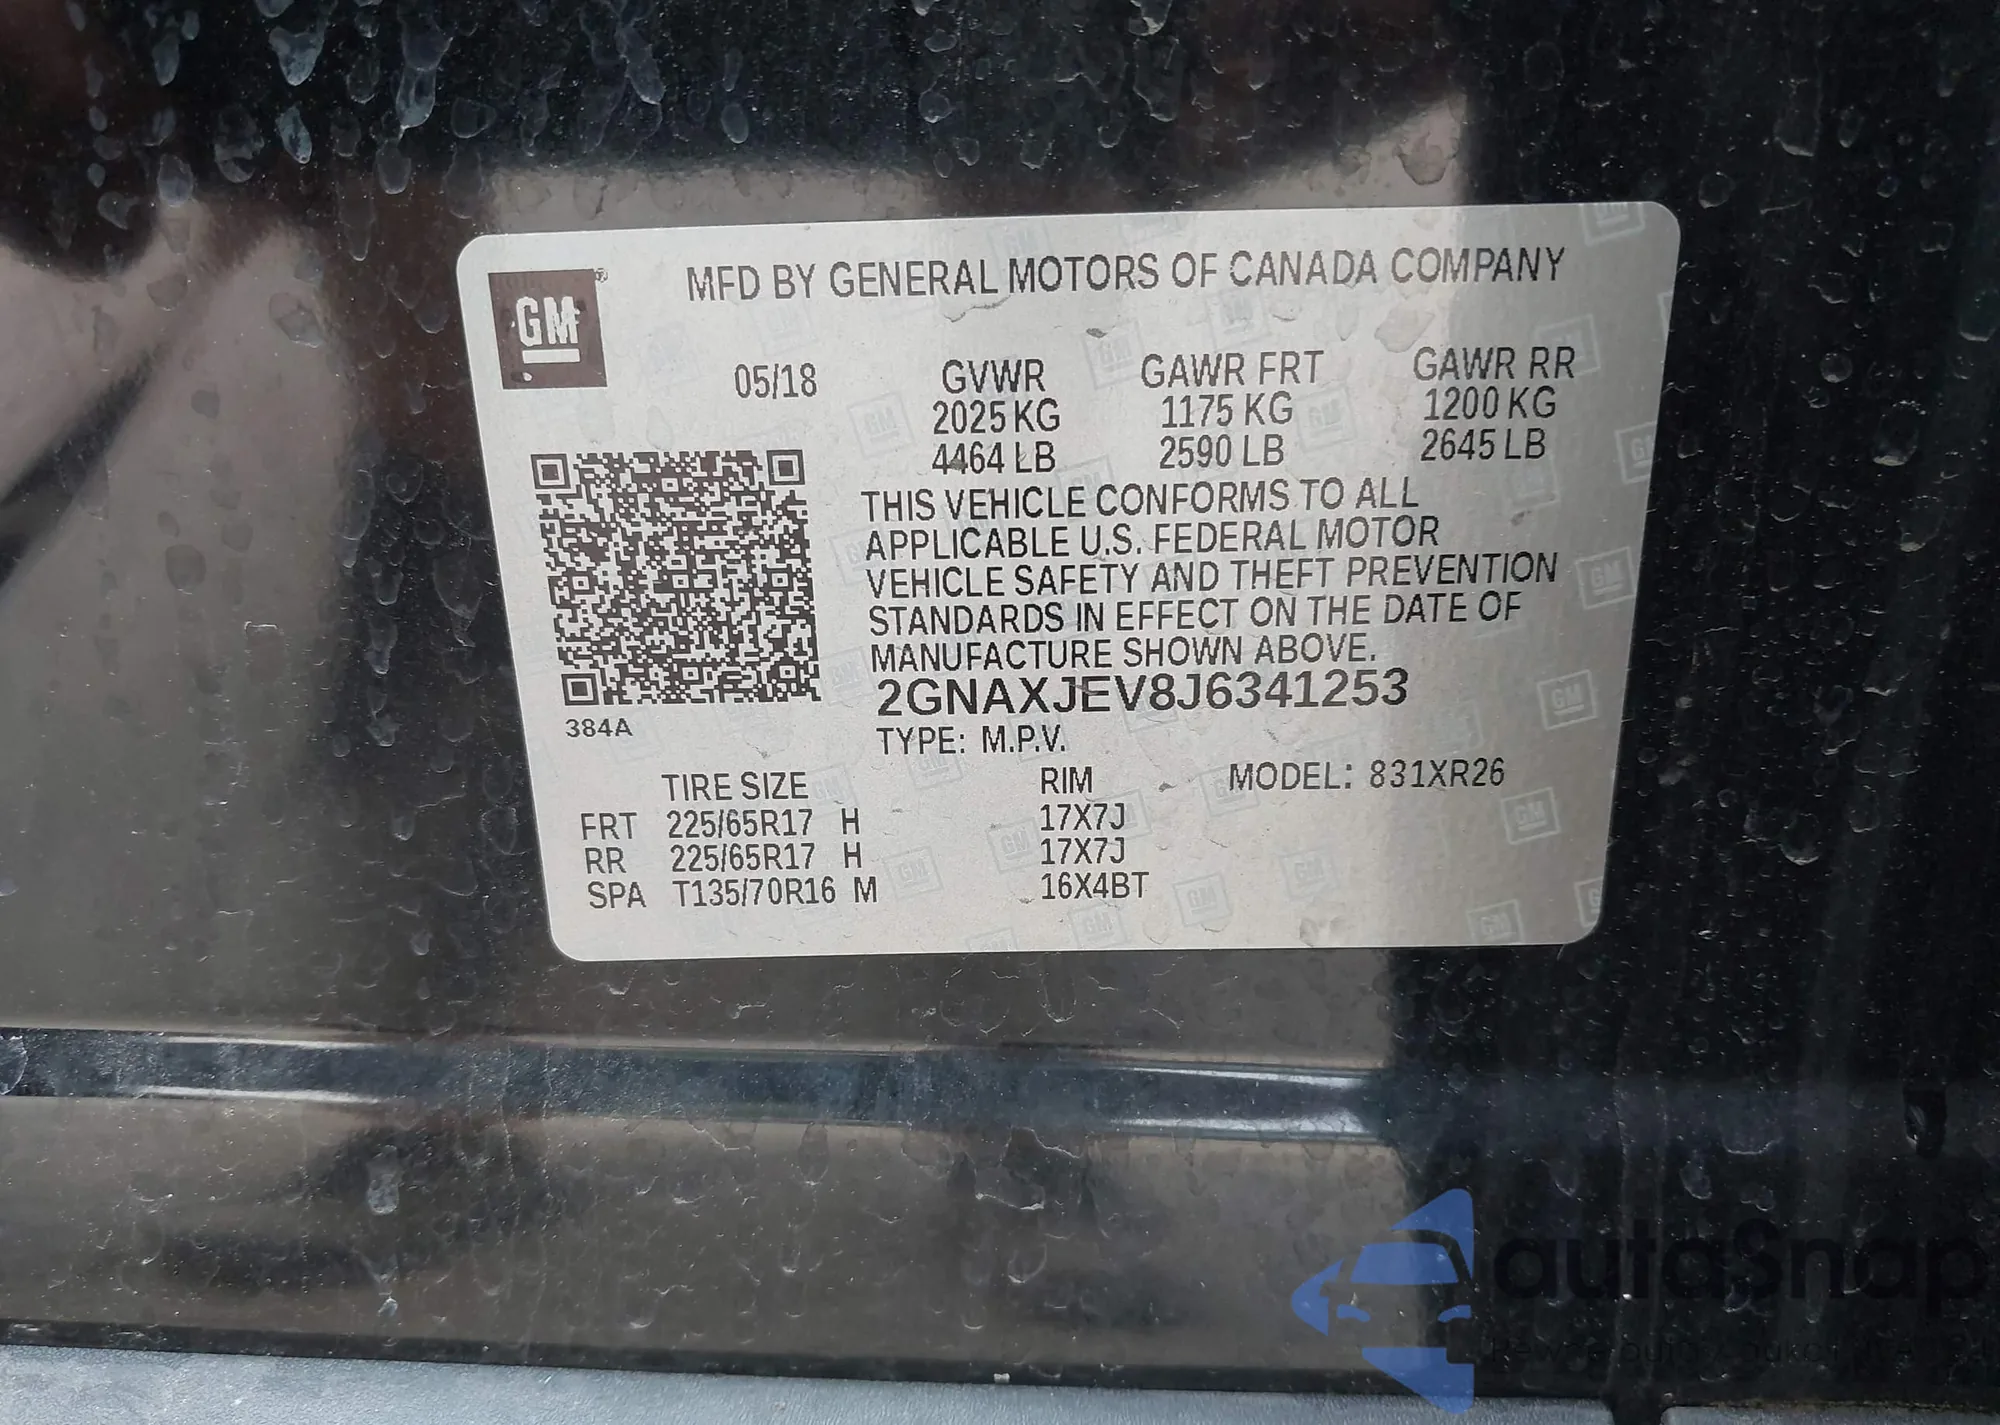 GM
MFD BY GENERAL MOTORS OF CANADA COMPANY
05/18 GVWR GAWR FRT GAWR RR
2025 KG 1175 KG 1200 KG
4464 LB 2590 LB 2645 LB
THIS VEHICLE CONFORMS TO ALL
APPLICABLE U.S. FEDERAL MOTOR
VEHICLE SAFETY AND THEFT PREVENTION
STANDARDS IN EFFECT ON THE DATE OF
MANUFACTURE SHOWN ABOVE.
2GNAXJEV8J6341253
384A
TYPE: M.P.V.
TIRE SIZE RIM MODEL: 831XR26
FRT 225/65R17 H 17X7J
RR 225/65R17 H 17X7J
SPA T135/70R16 M 16X4BT
autasnap